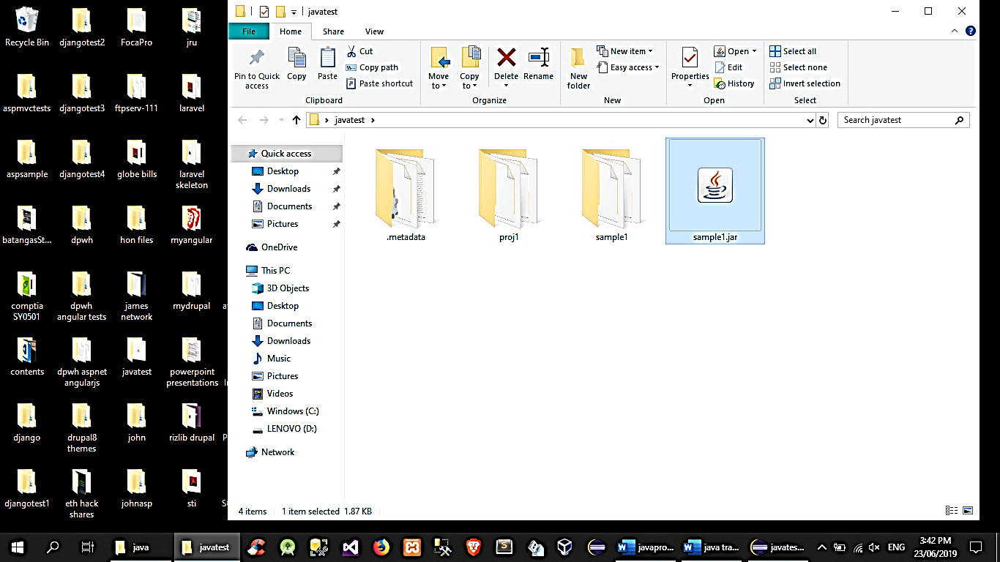 Recycle Bin
djangotest2
FocaPro
jru
aspmvctests
djangotest3
ftpserv-111
laravel
aspsample
djangotest4
globe bills
laravel
skeleton
batangasSt...
dpwh
hon files
myangular
comptia
SY0501
dpwh
angular tests
james
network
mydrupal
contents
dpwh aspnet
angularjs
javatest
powerpoint
presentations
django
drupal8
themes
john
rizlib drupal
djangotest1
eth hack
shares
johnasp
sti
javatest
File
Home
Share
View
Pin to Quick
access
Copy
Paste
Cut
Copy path
Paste shortcut
Clipboard
Move
to
Copy
to
Delete
Rename
Organize
New
folder
New item
Easy access
New
Properties
Open
Edit
History
Open
Select all
Select none
Invert selection
Select
javatest
Search javatest
Quick access
Desktop
Downloads
Documents
Pictures
OneDrive
This PC
3D Objects
Desktop
Documents
Downloads
Music
Pictures
Videos
Windows (C:)
LENOVO (D:)
Network
.metadata
proj1
sample1
sample1.jar
4 items
1 item selected 1.87 KB
java
javatest
javapro...
java tra...
javates...
ENG
3:42 PM
23/06/2019